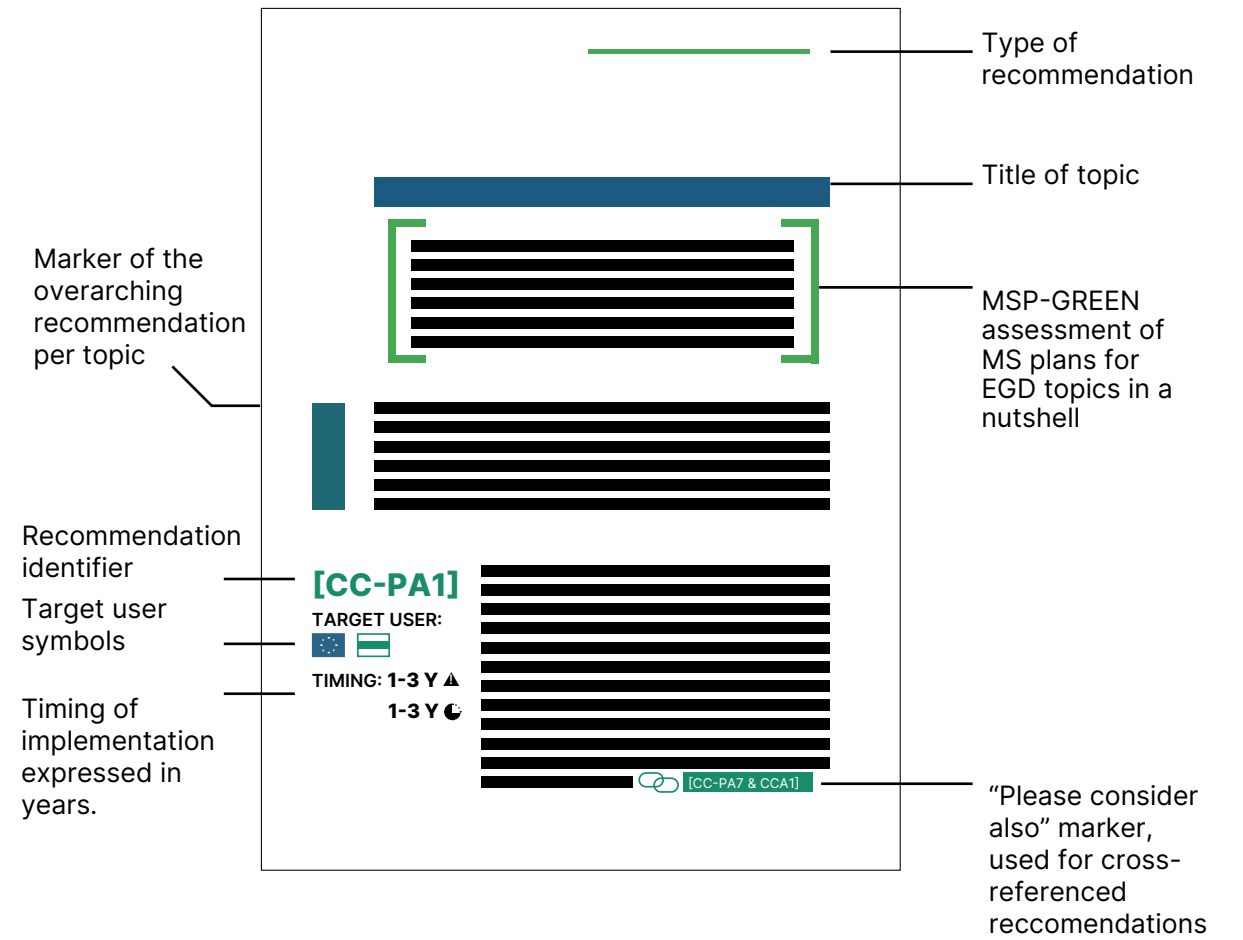 Type of
recommendation
Title of topic
MSP-GREEN
assessment of
MS plans for
EGD topics in a
nutshell
Marker of the
overarching
recommendation
per topic
Recommendation
identifier
Target user
symbols
Timing of
implementation
expressed in
years.
[CC-PA1]
TARGET USER:
TIMING: 1-3 Y
1-3 Y
[CC-PA7 & CCA1]
“Please consider
also” marker,
used for cross-
referenced
reccomendations